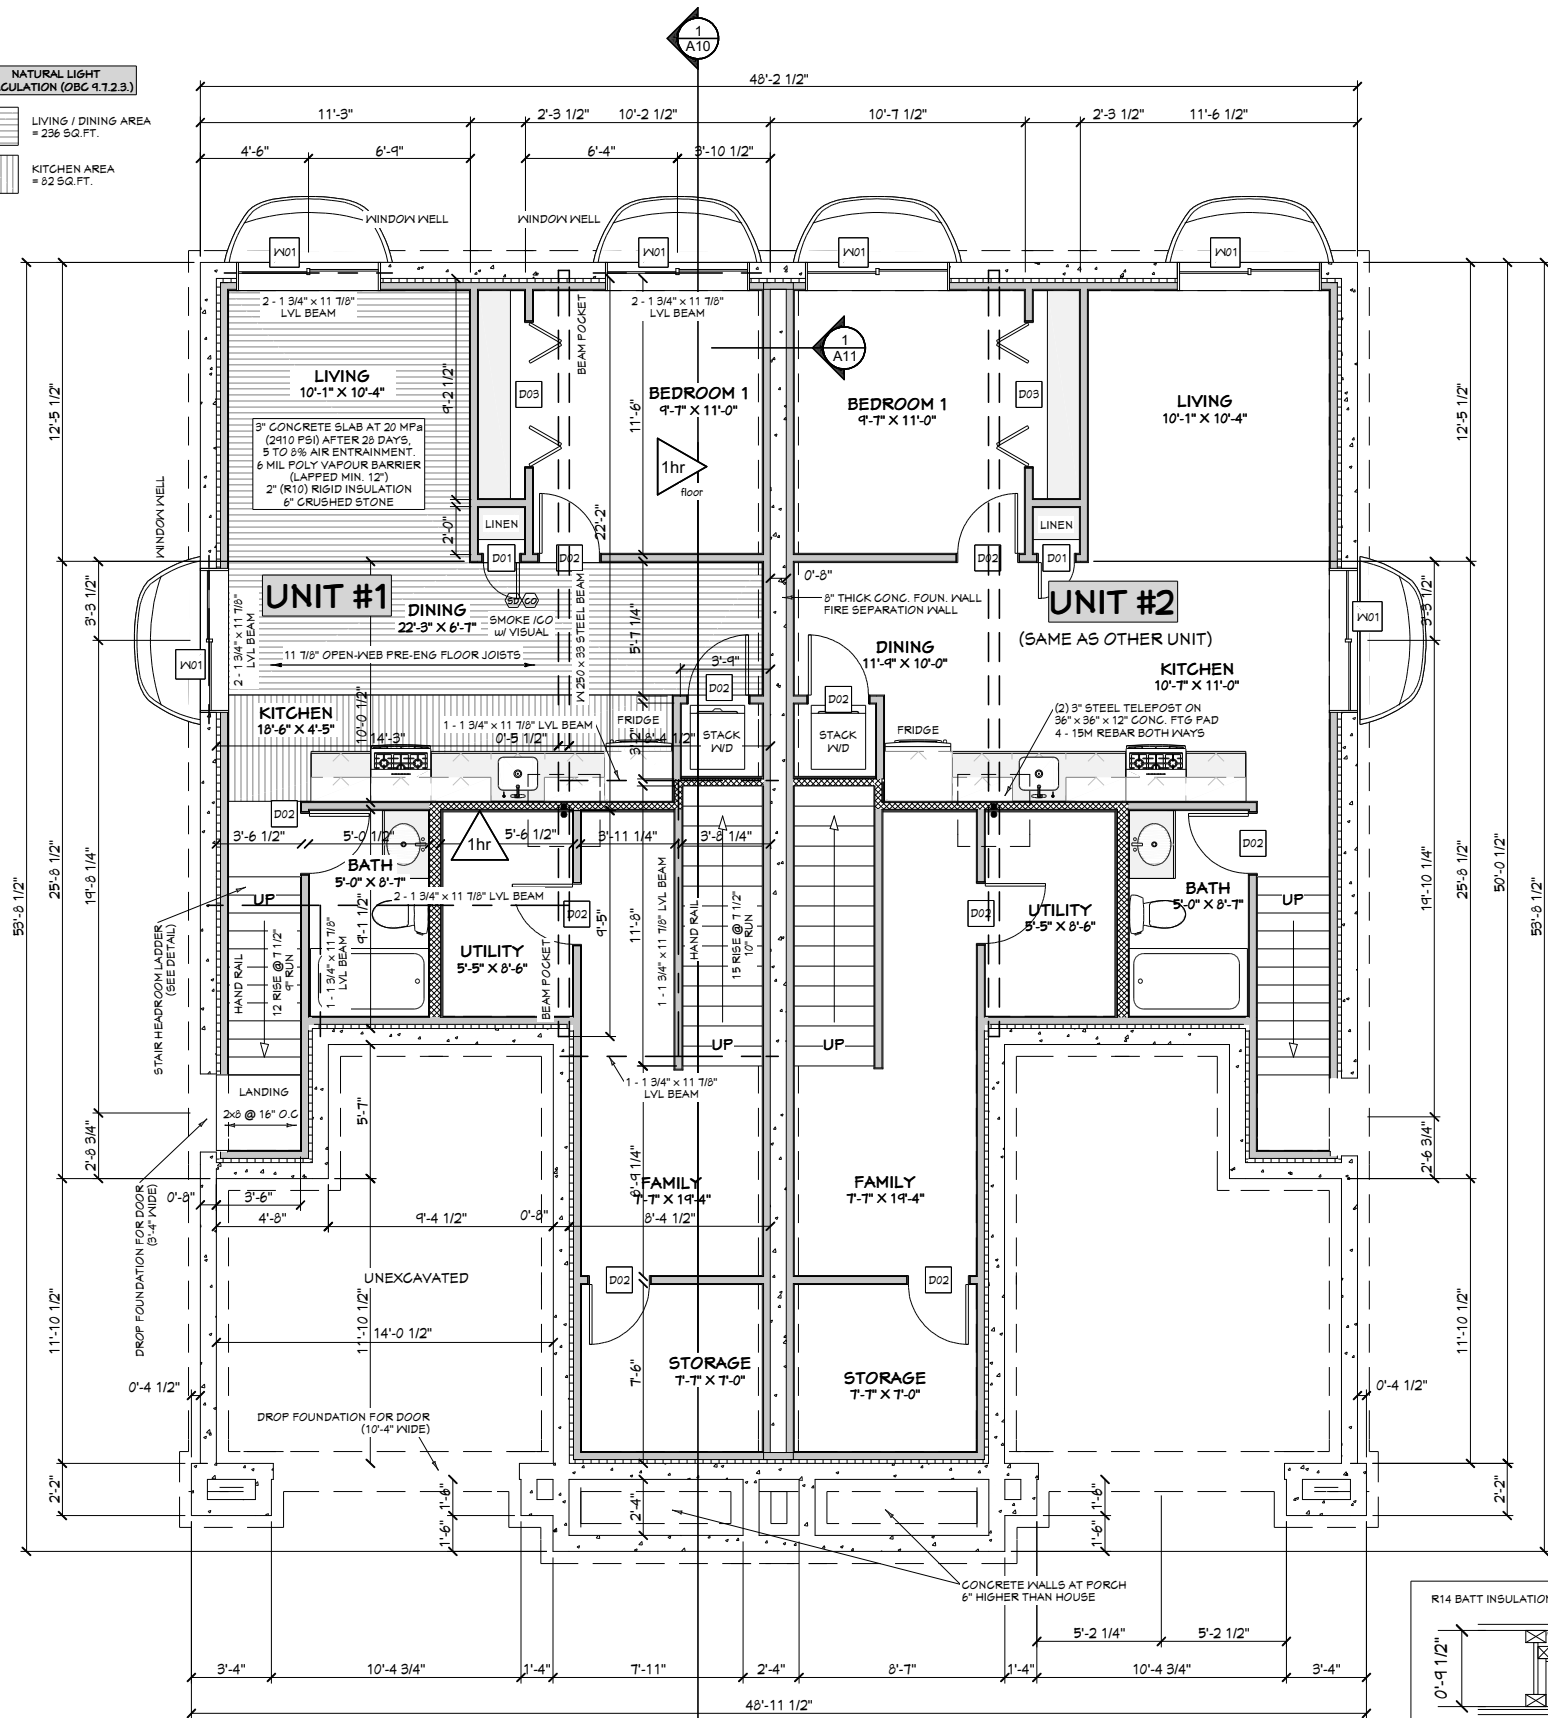 1
A10
48'-2 1/2"
NATURAL LIGHT
CULATION (OBC 9.7.2.3.)
LIVING / DINING AREA
= 236 SQ.FT.
KITCHEN AREA
= 82 SQ.FT.
11'-3"
2'-3 1/2"
10'-2 1/2"
10'-7 1/2"
2'-3 1/2"
11'-6 1/2"
4'-6"
6'-9"
6'-4"
3'-10 1/2"
WINDOW WELL
WINDOW WELL
W01
W01
W01
W01
2 - 1 3/4" x 11 7/8"
LVL BEAM
BEAM POCKET
2 - 1 3/4" x 11 7/8"
LVL BEAM
1
A11
LIVING
10'-1" X 10'-4"
9'-2 1/2"
D03
11'-6"
BEDROOM 1
9'-7" X 11'-0"
BEDROOM 1
9'-7" X 11'-0"
D03
LIVING
10'-1" X 10'-4"
12'-5 1/2"
12'-5 1/2"
3" CONCRETE SLAB AT 20 MPa
(2910 PSI) AFTER 28 DAYS,
5 TO 8% AIR ENTRAINMENT.
6 MIL POLY VAPOUR BARRIER
(LAPPED MIN. 12")
2" (R10) RIGID INSULATION
6" CRUSHED STONE
1hr
floor
WINDOW WELL
2'-0"
LINEN
22'-2"
LINEN
D01
D02
D02
D01
UNIT #1
DINING
22'-3" X 6'-7"
SD
CO
SMOKE /CO
w/ VISUAL
W 250 x 33 STEEL BEAM
5'-7 1/4"
0'-8"
8" THICK CONC. FOUN. WALL
FIRE SEPARATION WALL
UNIT #2
(SAME AS OTHER UNIT)
3'-3 1/2"
3'-3 1/2"
W01
W01
2 - 1 3/4" x 11 7/8"
LVL BEAM
11 7/8" OPEN-WEB PRE-ENG FLOOR JOISTS
3'-9"
DINING
11'-9" X 10'-0"
KITCHEN
10'-7" X 11'-0"
D02
D02
KITCHEN
18'-6" X 4'-5"
10'-0 1/2"
14'-3"
0'-5 1/2"
1 - 1 3/4" x 11 7/8" LVL BEAM
FRIDGE
8'-4 1/2"
STACK
W/D
STACK
W/D
FRIDGE
(2) 3" STEEL TELEPOST ON
36" x 36" x 12" CONC. FTG PAD
4 - 15M REBAR BOTH WAYS
D02
3'-6 1/2"
5'-0 1/2"
1hr
5'-6 1/2"
3'-11 1/4"
3'-8 1/4"
D02
BATH
5'-0" X 8'-7"
2 - 1 3/4" x 11 7/8" LVL BEAM
UP
D02
D02
UTILITY
5'-5" X 8'-6"
BATH
5'-0" X 8'-7"
UP
53'-8 1/2"
25'-8 1/2"
19'-8 1/4"
19'-10 1/4"
25'-8 1/2"
50'-0 1/2"
53'-8 1/2"
STAIR HEADROOM LADDER
(SEE DETAIL)
HAND RAIL
12 RISE @ 7 1/2"
9" RUN
1 - 1 3/4" x 11 7/8"
LVL BEAM
9'-1 1/2"
UTILITY
5'-5" X 8'-6"
BEAM POCKET
9'-5"
11'-8"
1 - 1 3/4" x 11 7/8" LVL BEAM
HAND RAIL
15 RISE @ 7 1/2"
10" RUN
UP
UP
LANDING
2x8 @ 16" O.C
5'-7"
1 - 1 3/4" x 11 7/8"
LVL BEAM
2'-8 3/4"
2'-6 3/4"
DROP FOUNDATION FOR DOOR
(3'-4" WIDE)
0'-8"
3'-6"
4'-8"
9'-4 1/2"
0'-8"
8'-4 1/2"
8'-9 1/4"
FAMILY
7'-7" X 19'-4"
FAMILY
7'-7" X 19'-4"
UNEXCAVATED
D02
D02
11'-10 1/2"
11'-10 1/2"
11'-10 1/2"
14'-0 1/2"
STORAGE
7'-7" X 7'-0"
STORAGE
7'-7" X 7'-0"
7'-6"
0'-4 1/2"
0'-4 1/2"
DROP FOUNDATION FOR DOOR
(10'-4" WIDE)
2'-2"
1'-6"
1'-6"
2'-4"
1'-6"
1'-6"
2'-2"
CONCRETE WALLS AT PORCH
6" HIGHER THAN HOUSE
R14 BATT INSULATION
0'-9 1/2"
5'-2 1/4"
5'-2 1/2"
3'-4"
10'-4 3/4"
1'-4"
7'-11"
2'-4"
8'-7"
1'-4"
10'-4 3/4"
3'-4"
48'-11 1/2"